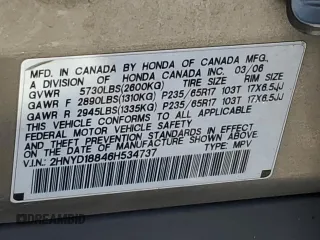 MFD. IN CANADA BY HONDA OF CANADA MFG.,
A DIVISION OF HONDA CANADA INC. 03/06
GVWR 5730LBS(2600KG) TIRE SIZE RIM SIZE
GAWR F 2890LBS(1310KG) P235/65R17 103T 17X6.5JJ
GAWR R 2945LBS(1335KG) P235/65R17 103T 17X6.5JJ
THIS VEHICLE CONFORMS TO ALL APPLICABLE
FEDERAL MOTOR VEHICLE SAFETY AND
THEFT PREVENTION STANDARDS IN EFFECT ON
THE DATE OF MANUFACTURE SHOWN ABOVE.
V.I.N.: 2HNYD18846H534737 TYPE: MPV
AUTOBIDMASTER